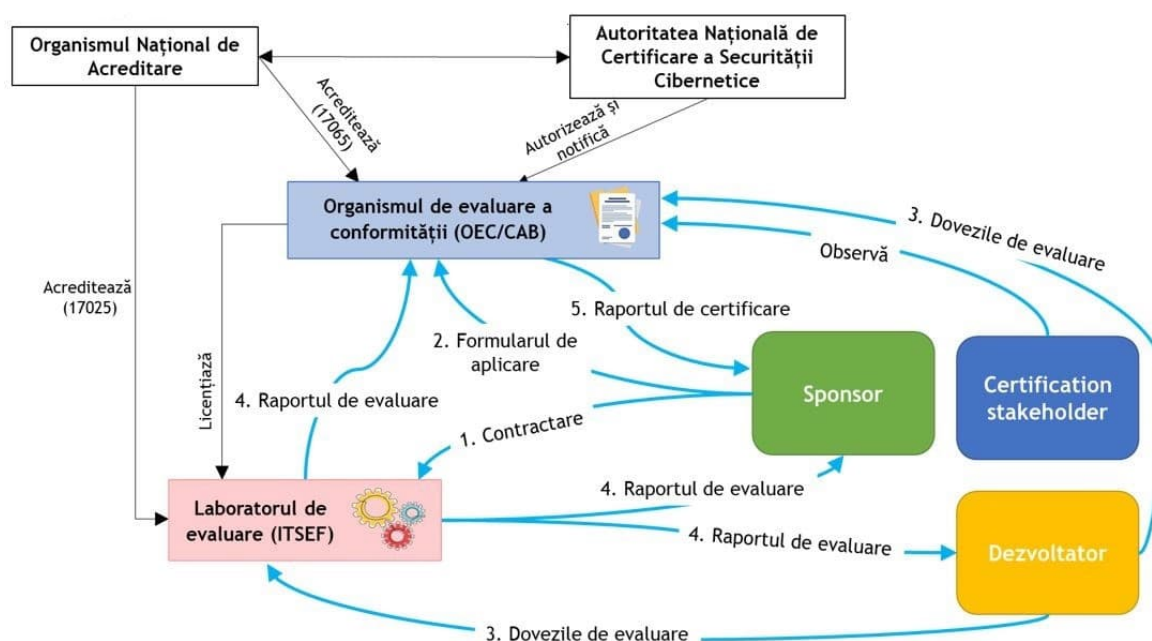 Organismul Național de
Acreditare
Autoritatea Națională de
Certificare a Securității
Cibernetice
Acreditează
(17065)
Autorizează și
notifică
Organismul de evaluare a
conformității (OEC/CAB)
3. Dovezile de evaluare
Observă
Acreditează
(17025)
5. Raportul de certificare
2. Formularul de
aplicare
Licențiază
4. Raportul de evaluare
Sponsor
Certification
stakeholder
1. Contractare
Laboratorul de
evaluare (ITSEF)
4. Raportul de evaluare
4. Raportul de evaluare
Dezvoltator
3. Dovezile de evaluare